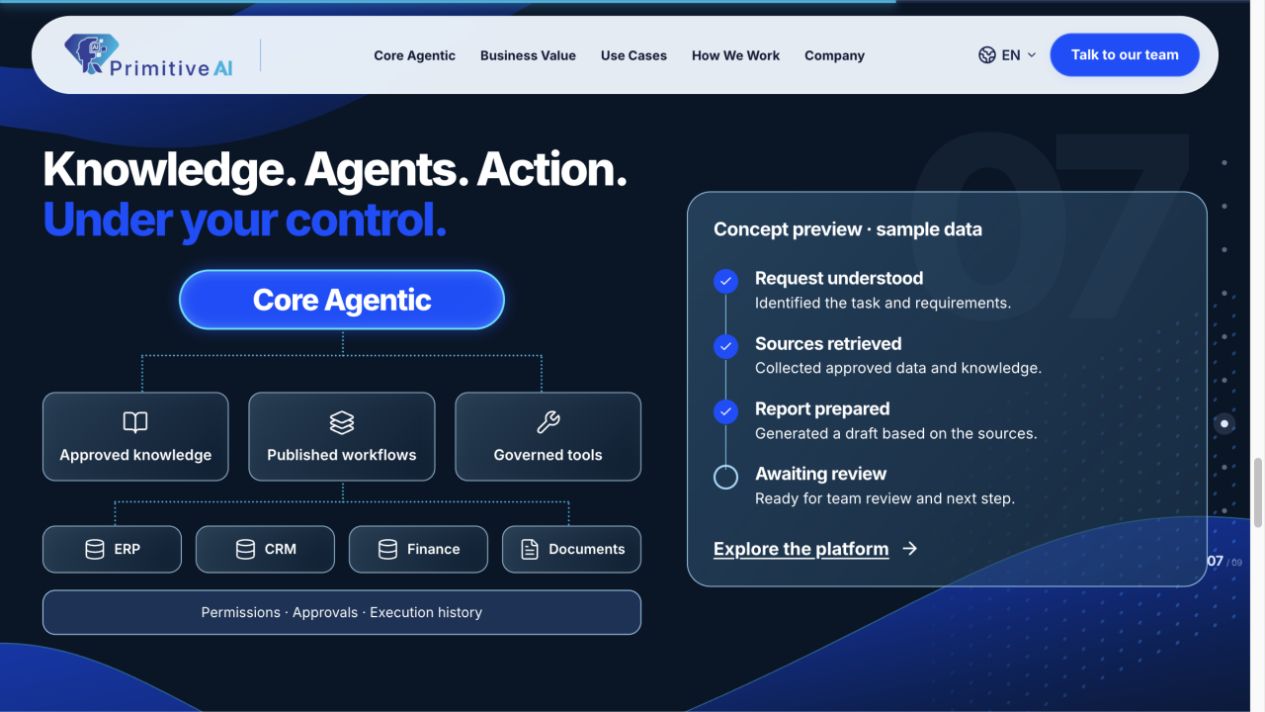 Primitive AI
Core Agentic
Business Value
Use Cases
How We Work
Company
EN
Talk to our team
07
Knowledge. Agents. Action.
Under your control.
Core Agentic
Approved knowledge
Published workflows
Governed tools
ERP
CRM
Finance
Documents
Permissions · Approvals · Execution history
Concept preview · sample data
Request understood
Identified the task and requirements.
Sources retrieved
Collected approved data and knowledge.
Report prepared
Generated a draft based on the sources.
Awaiting review
Ready for team review and next step.
Explore the platform
07 / 09